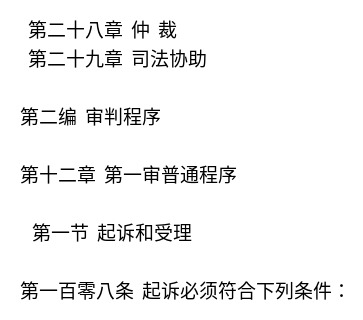 第二十八章 仲 裁
第二十九章 司法协助
第二编 审判程序
第十二章 第一审普通程序
第一节 起诉和受理
第一百零八条 起诉必须符合下列条件：